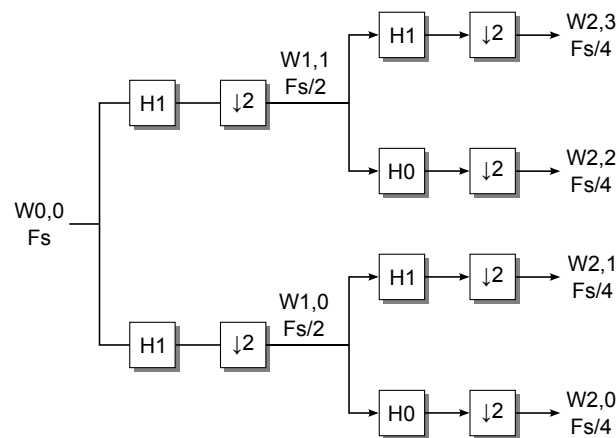 H1
↓2
W2,3
Fs/4
W1,1
Fs/2
H1
↓2
H0
↓2
W2,2
Fs/4
W0,0
Fs
H1
↓2
W2,1
Fs/4
W1,0
Fs/2
H1
↓2
H0
↓2
W2,0
Fs/4